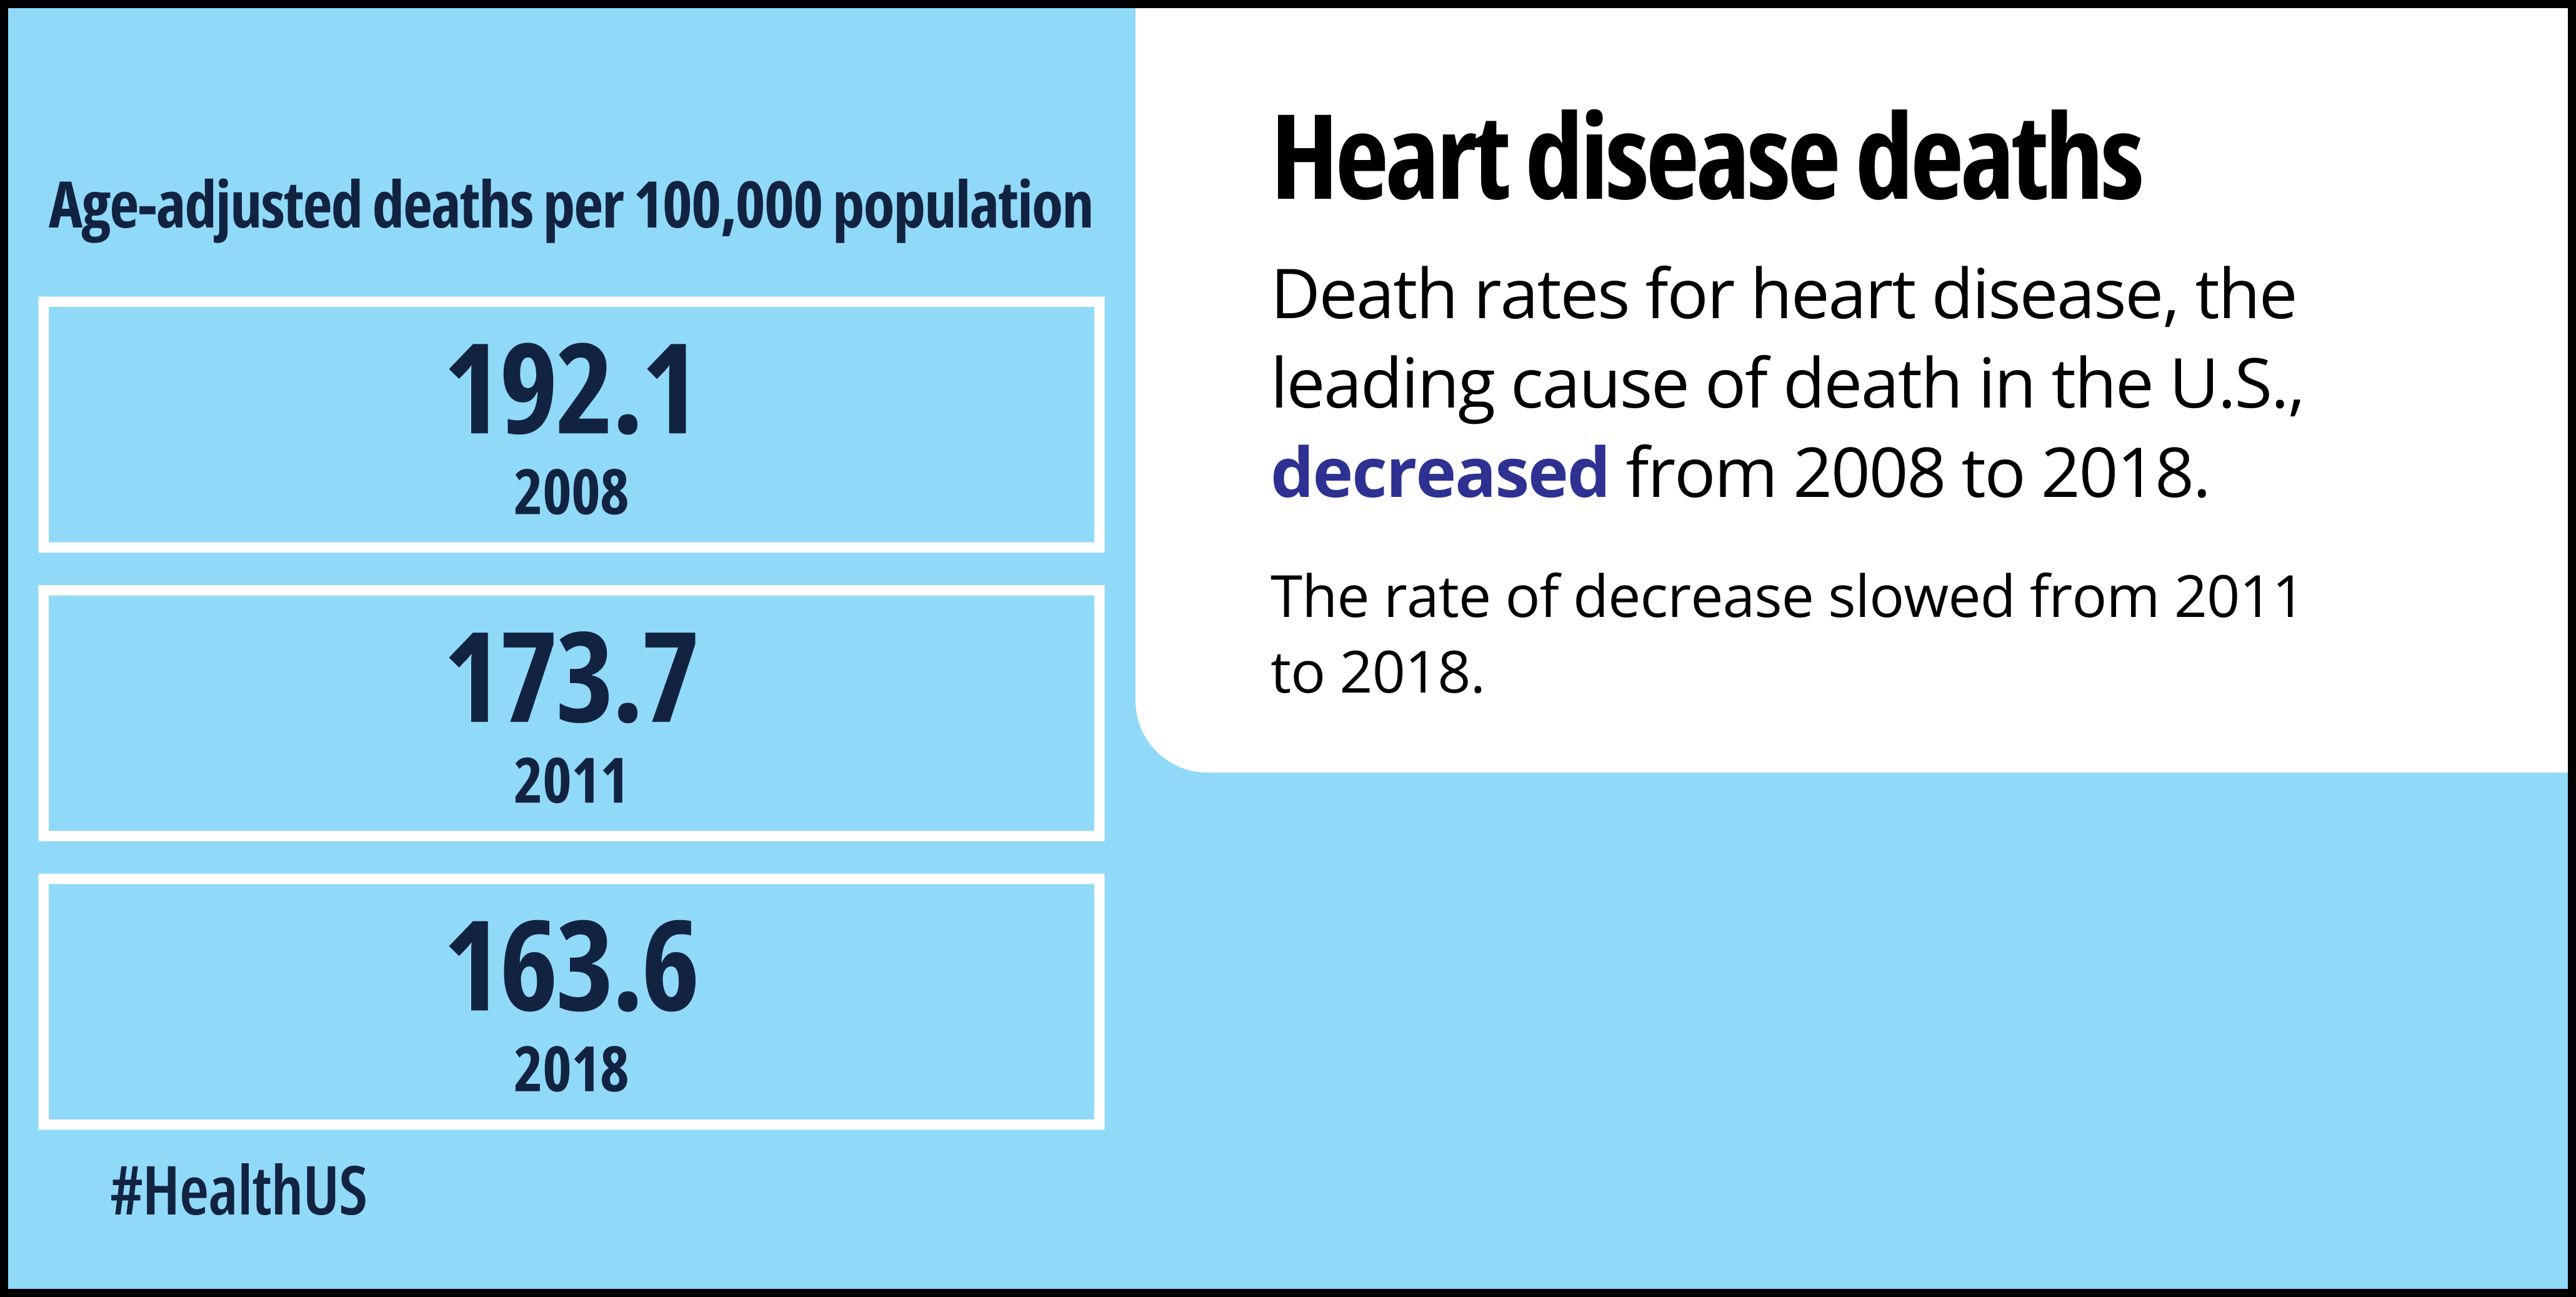 Age-adjusted deaths per 100,000 population
192.1
2008
173.7
2011
163.6
2018
#HealthUS
Heart disease deaths
Death rates for heart disease, the
leading cause of death in the U.S.,
decreased from 2008 to 2018.
The rate of decrease slowed from 2011
to 2018.